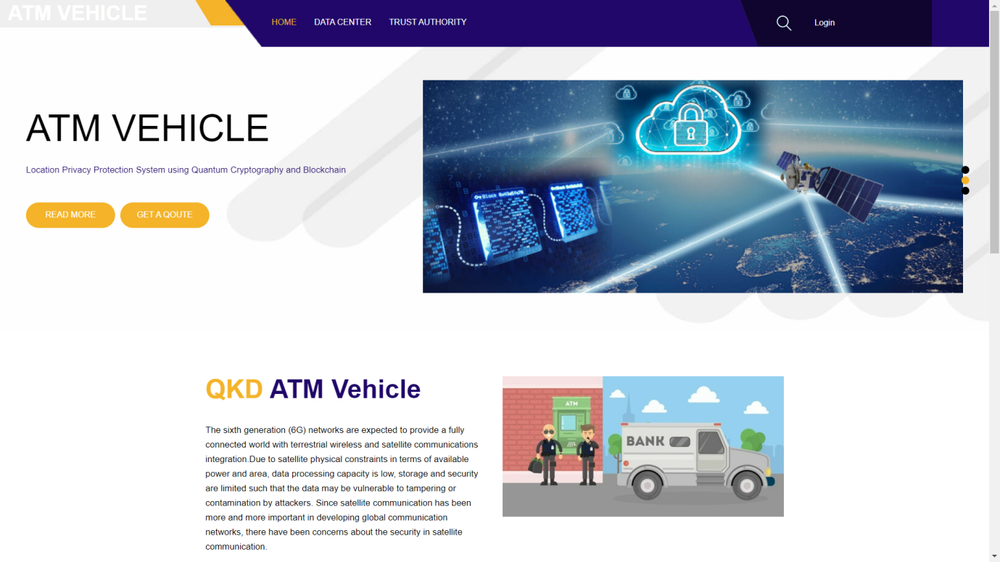 ATM VEHICLE
HOME DATA CENTER TRUST AUTHORITY Login
ATM VEHICLE
Location Privacy Protection System using Quantum Cryptography and Blockchain
READ MORE GET A QOUTE
QKD ATM Vehicle
The sixth generation (6G) networks are expected to provide a fully
connected world with terrestrial wireless and satellite communications
integration.Due to satellite physical constraints in terms of available
power and area, data processing capacity is low, storage and security
are limited such that the data may be vulnerable to tampering or
contamination by attackers. Since satellite communication has been
more and more important in developing global communication
networks, there have been concerns about the security in satellite
communication.
ATM
BANK